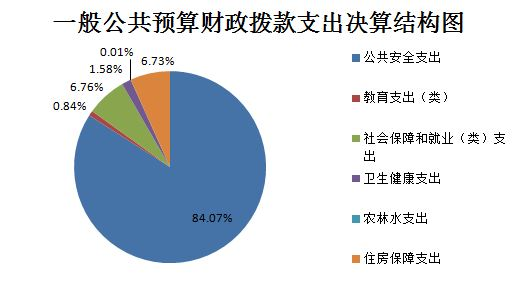 一般公共预算财政拨款支出决算结构图
0.01%
6.73%
1.58%
6.76%
0.84%
84.07%
公共安全支出
教育支出（类）
社会保障和就业（类）支
出
卫生健康支出
农林水支出
住房保障支出